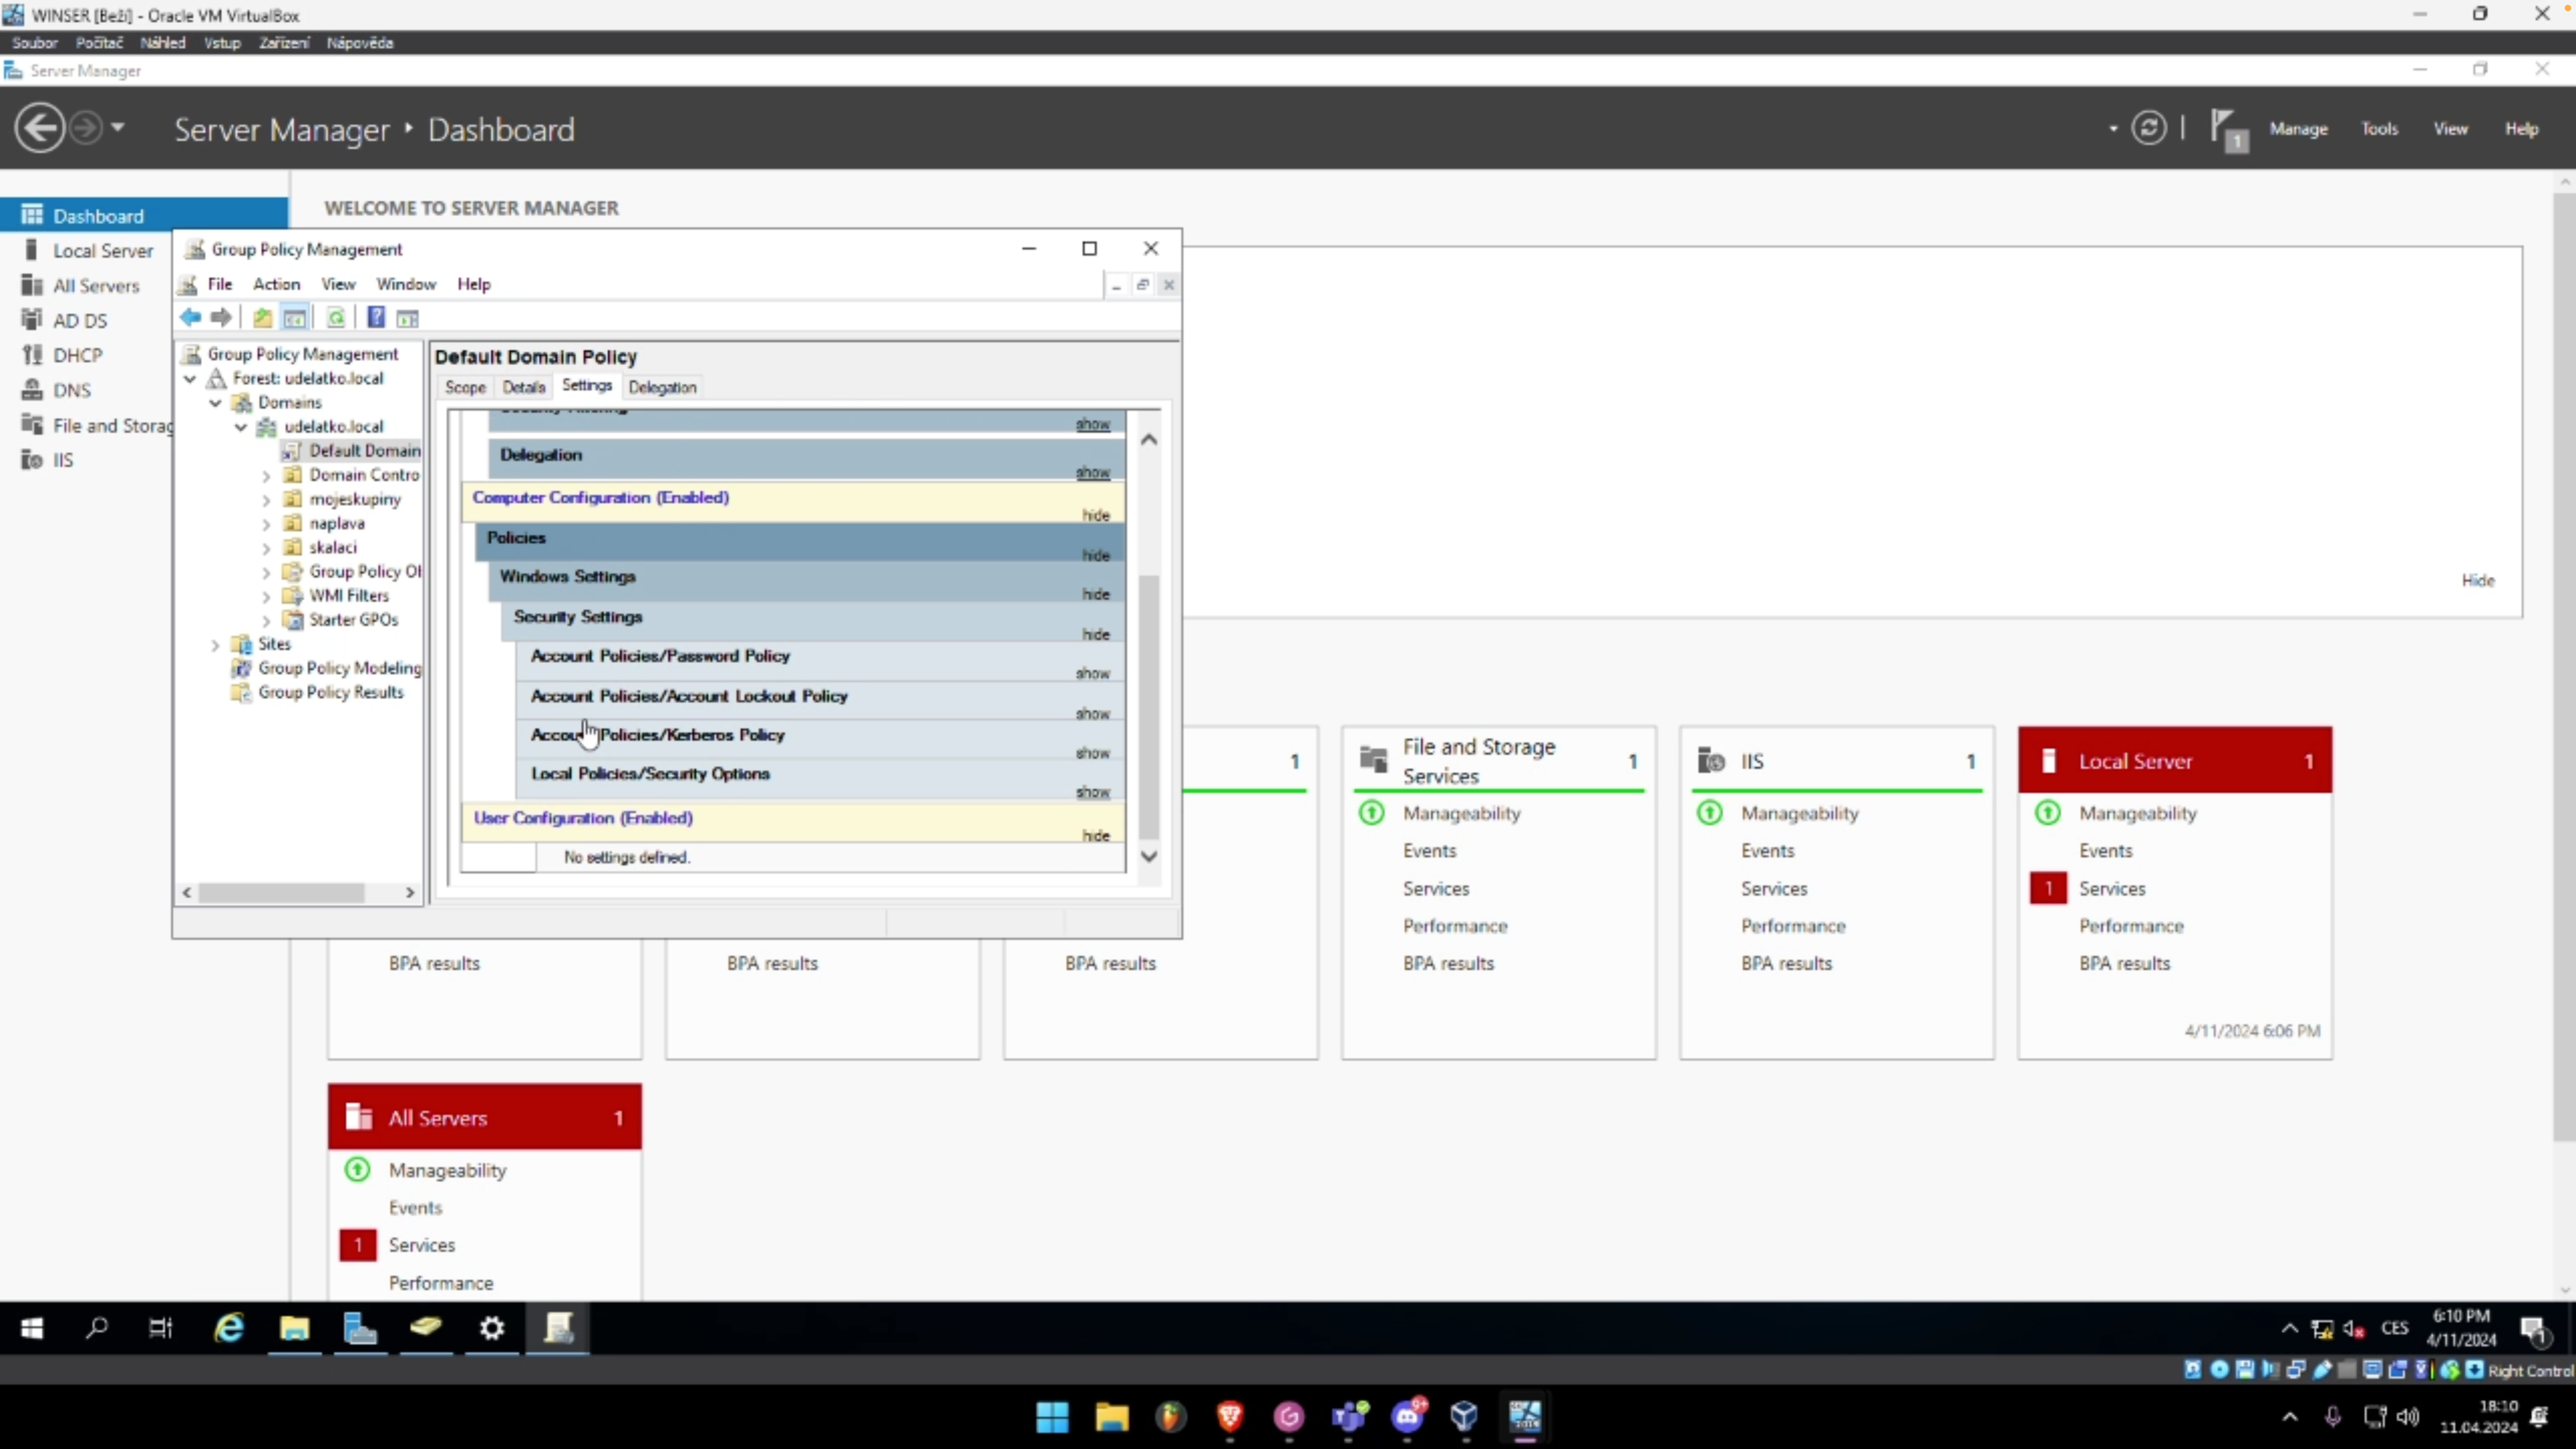 WINSER [Běží] - Oracle VM VirtualBox
Soubor Počítač Náhled Vstup Zařízení Nápověda
Server Manager
Server Manager ‣ Dashboard
1
Manage Tools View Help
Dashboard
Local Server
All Servers
AD DS
DHCP
DNS
File and Storag
IIS
WELCOME TO SERVER MANAGER
Hide
Group Policy Management
File Action View Window Help
Group Policy Management
Forest: udelatko.local
Domains
udelatko.local
Default Domain
Domain Contro
mojeskupiny
naplava
skalaci
Group Policy Ol
WMI Filters
Starter GPOs
Sites
Group Policy Modeling
Group Policy Results
Default Domain Policy
Scope Details Settings Delegation
show
Delegation
show
Computer Configuration (Enabled)
hide
Policies
hide
Windows Settings
hide
Security Settings
hide
Account Policies/Password Policy
show
Account Policies/Account Lockout Policy
show
Account Policies/Kerberos Policy
show
Local Policies/Security Options
show
User Configuration (Enabled)
hide
No settings defined.
BPA results
BPA results
1
BPA results
File and Storage
Services
1
Manageability
Events
Services
Performance
BPA results
IIS 1
Manageability
Events
Services
Performance
BPA results
Local Server 1
Manageability
Events
1 Services
Performance
BPA results
4/11/2024 6:06 PM
All Servers 1
Manageability
Events
1 Services
Performance
CES
6:10 PM
4/11/2024
1
Right Control
9+
18:10
11.04.2024